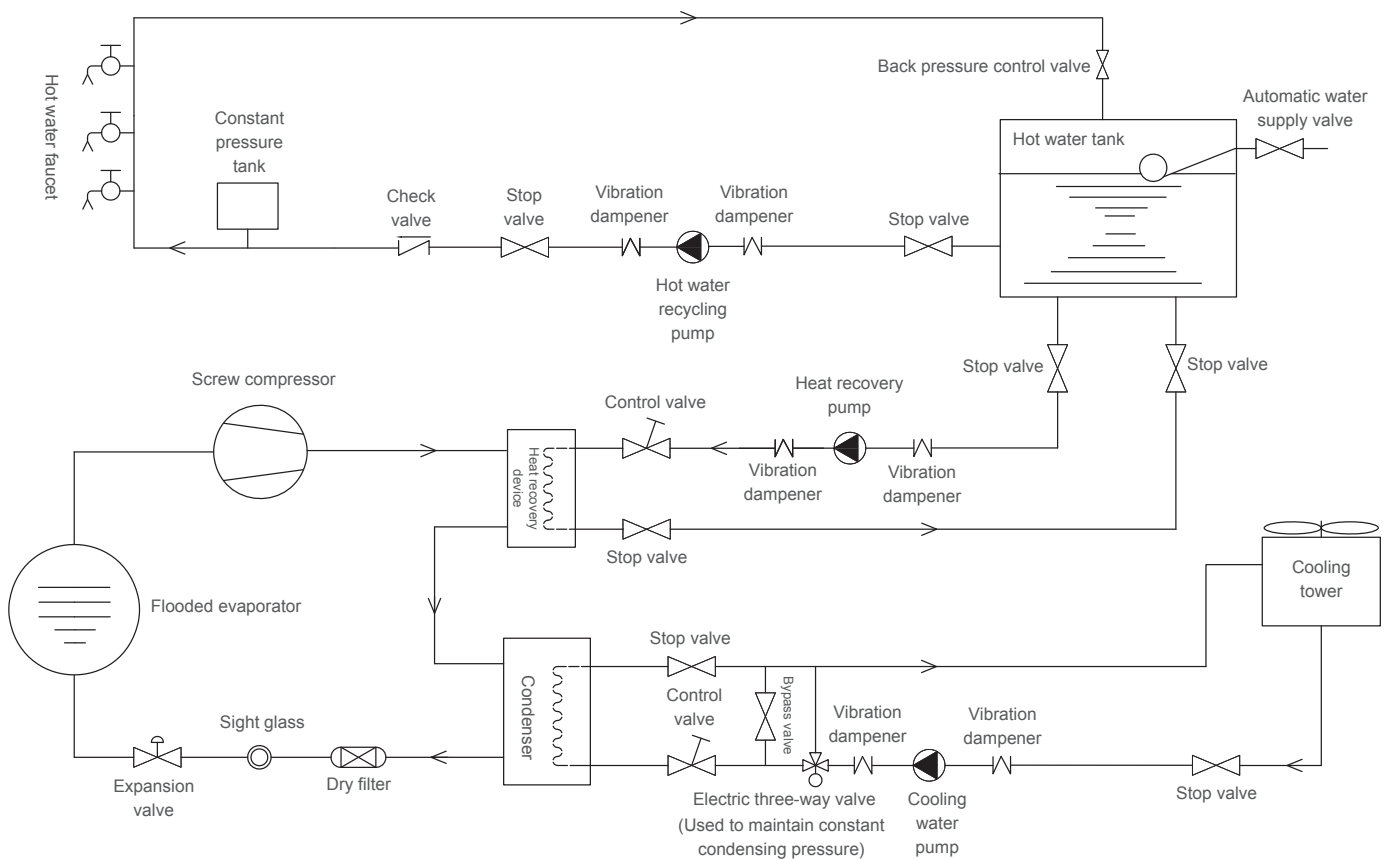 Back pressure control valve
Automatic water
supply valve
Hot water tank
Hot water faucet
Constant
pressure
tank
Check
valve
Stop
valve
Vibration
dampener
Vibration
dampener
Stop valve
Hot water
recycling
pump
Stop valve
Stop valve
Screw compressor
Control valve
Heat recovery
pump
Heat recovery
device
Vibration
dampener
Vibration
dampener
Stop valve
Cooling
tower
Flooded evaporator
Stop valve
Condenser
Control
valve
Bypass valve
Vibration
dampener
Vibration
dampener
Sight glass
Expansion
valve
Dry filter
Electric three-way valve
(Used to maintain constant
condensing pressure)
Cooling
water
pump
Stop valve